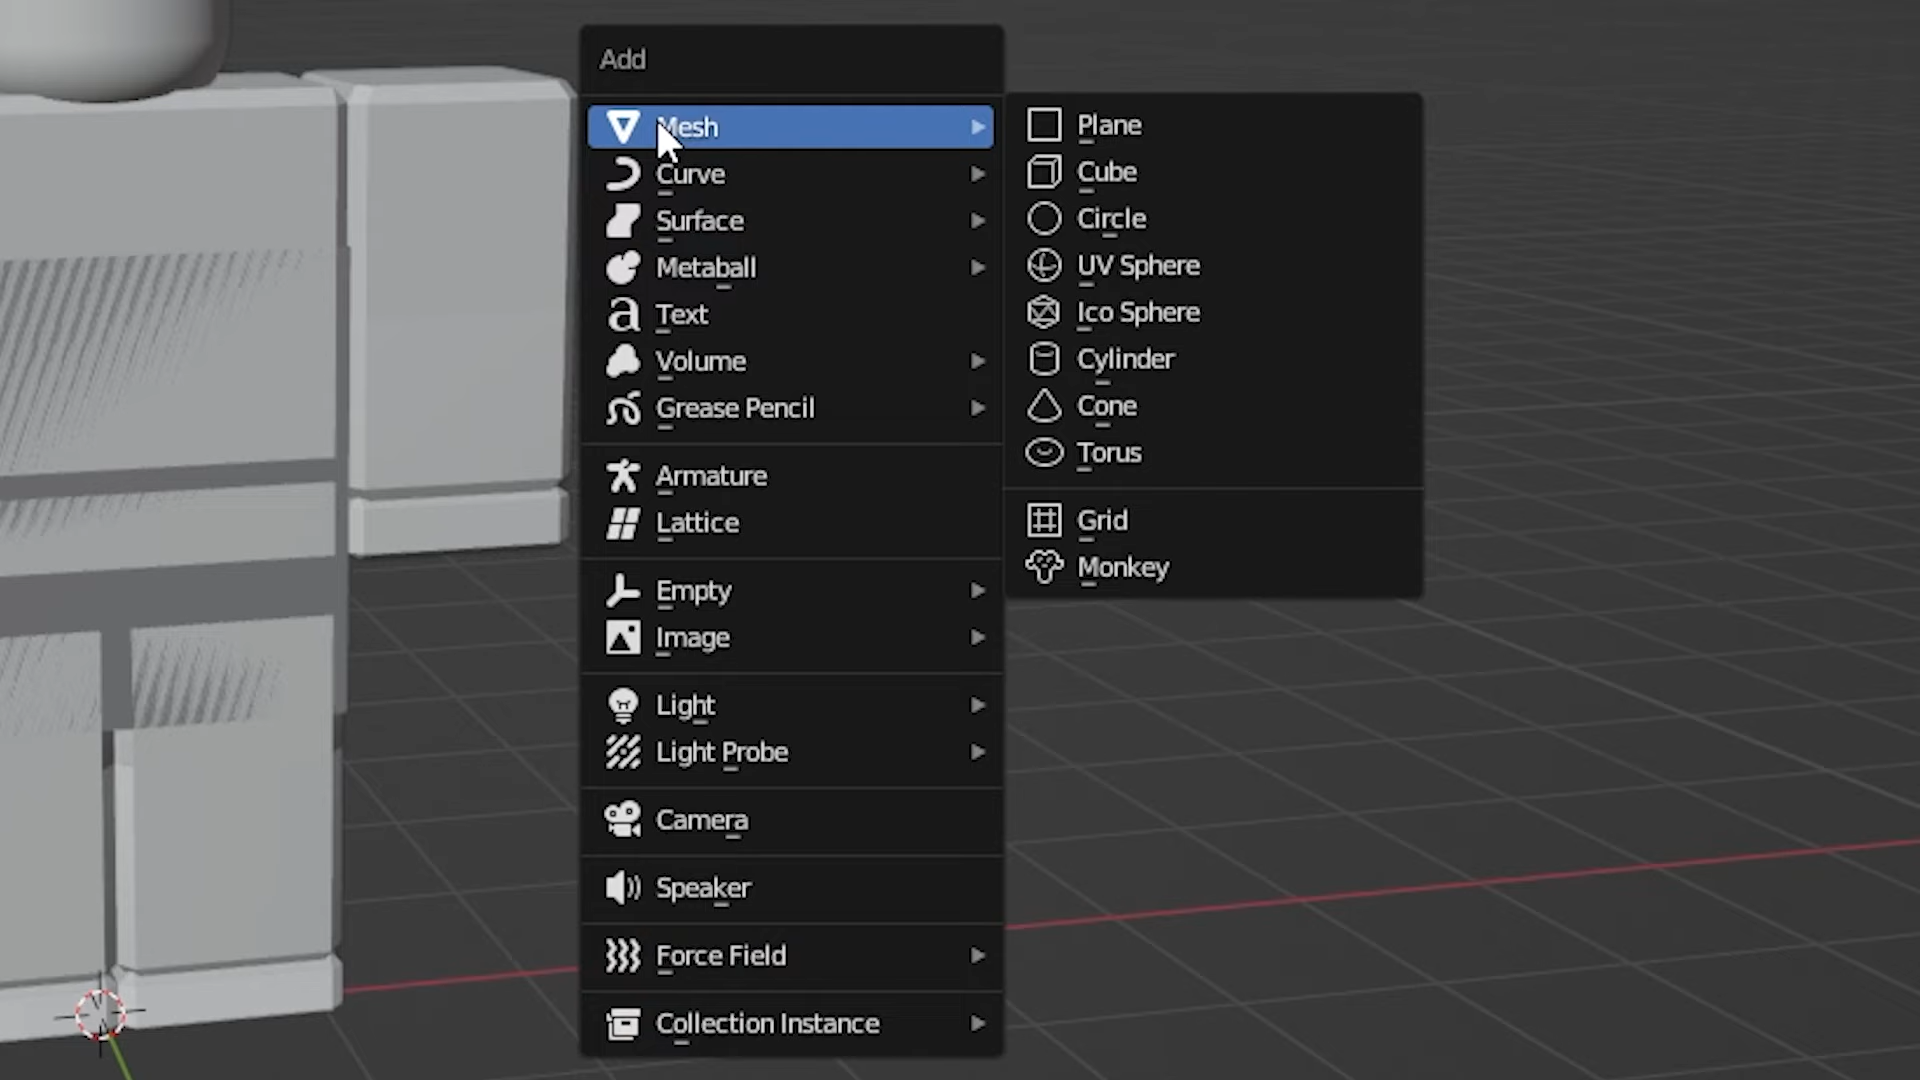 Add
Mesh
Curve
Surface
Metaball
Text
Volume
Grease Pencil
Armature
Lattice
Empty
Image
Light
Light Probe
Camera
Speaker
Force Field
Collection Instance
Plane
Cube
Circle
UV Sphere
Ico Sphere
Cylinder
Cone
Torus
Grid
Monkey